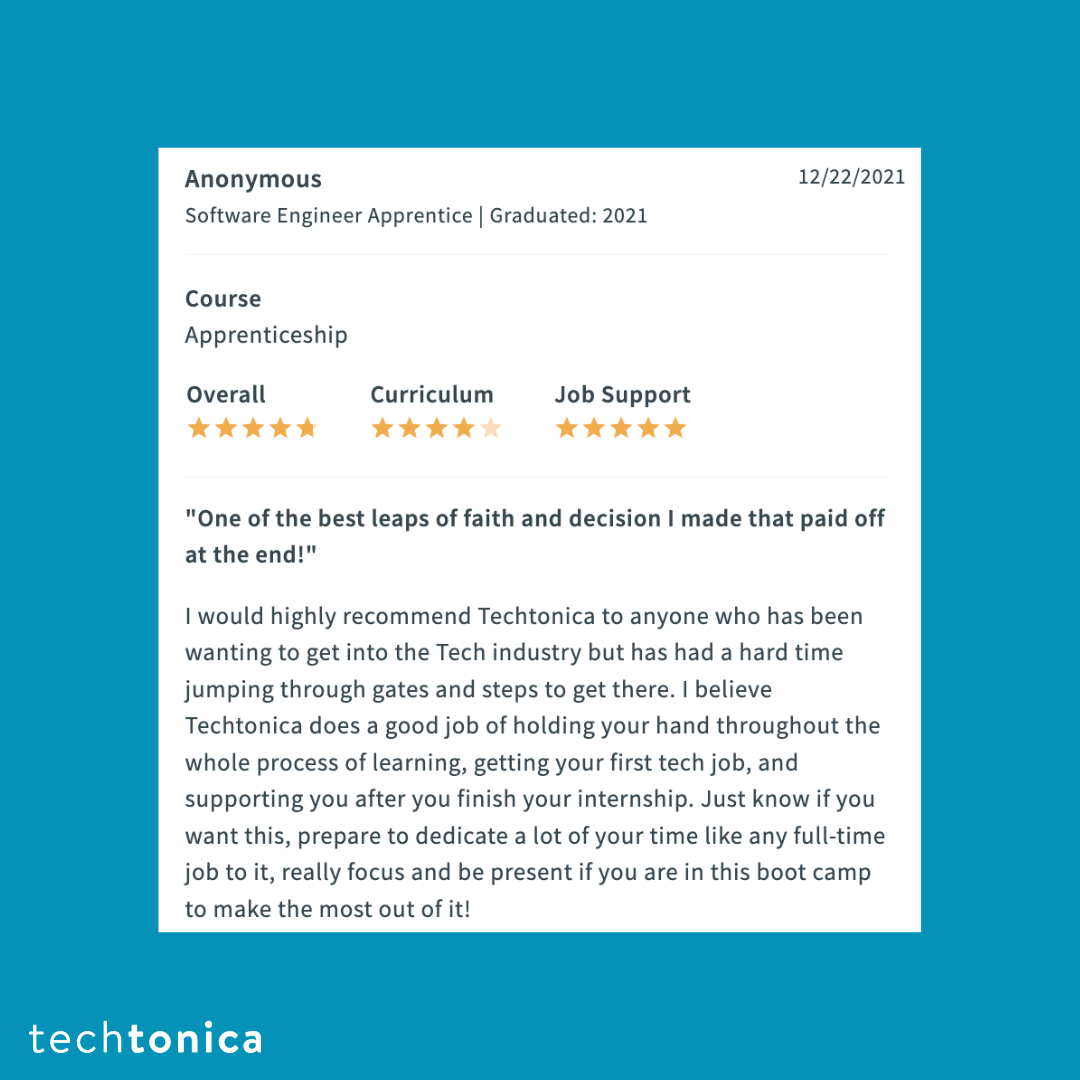 Anonymous
12/22/2021
Software Engineer Apprentice | Graduated: 2021
Course
Apprenticeship
Overall
Curriculum
Job Support
"One of the best leaps of faith and decision I made that paid off
at the end!"
I would highly recommend Techtonica to anyone who has been
wanting to get into the Tech industry but has had a hard time
jumping through gates and steps to get there. I believe
Techtonica does a good job of holding your hand throughout the
whole process of learning, getting your first tech job, and
supporting you after you finish your internship. Just know if you
want this, prepare to dedicate a lot of your time like any full-time
job to it, really focus and be present if you are in this boot camp
to make the most out of it!
techtonica